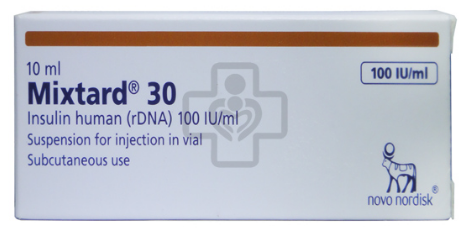 10 ml
100 IU/ml
Mixtard® 30
Insulin human (rDNA) 100 IU/ml
Suspension for injection in vial
Subcutaneous use
novo nordisk®